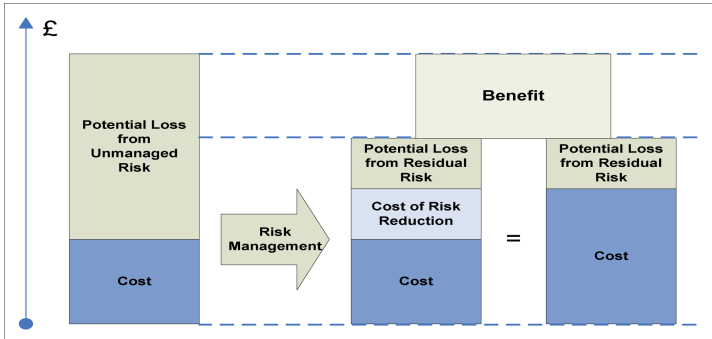 £
Potential Loss
from
Unmanaged
Risk
Cost
Risk
Management
Benefit
Potential Loss
from Residual
Risk
Cost of Risk
Reduction
Cost
=
Potential Loss
from Residual
Risk
Cost